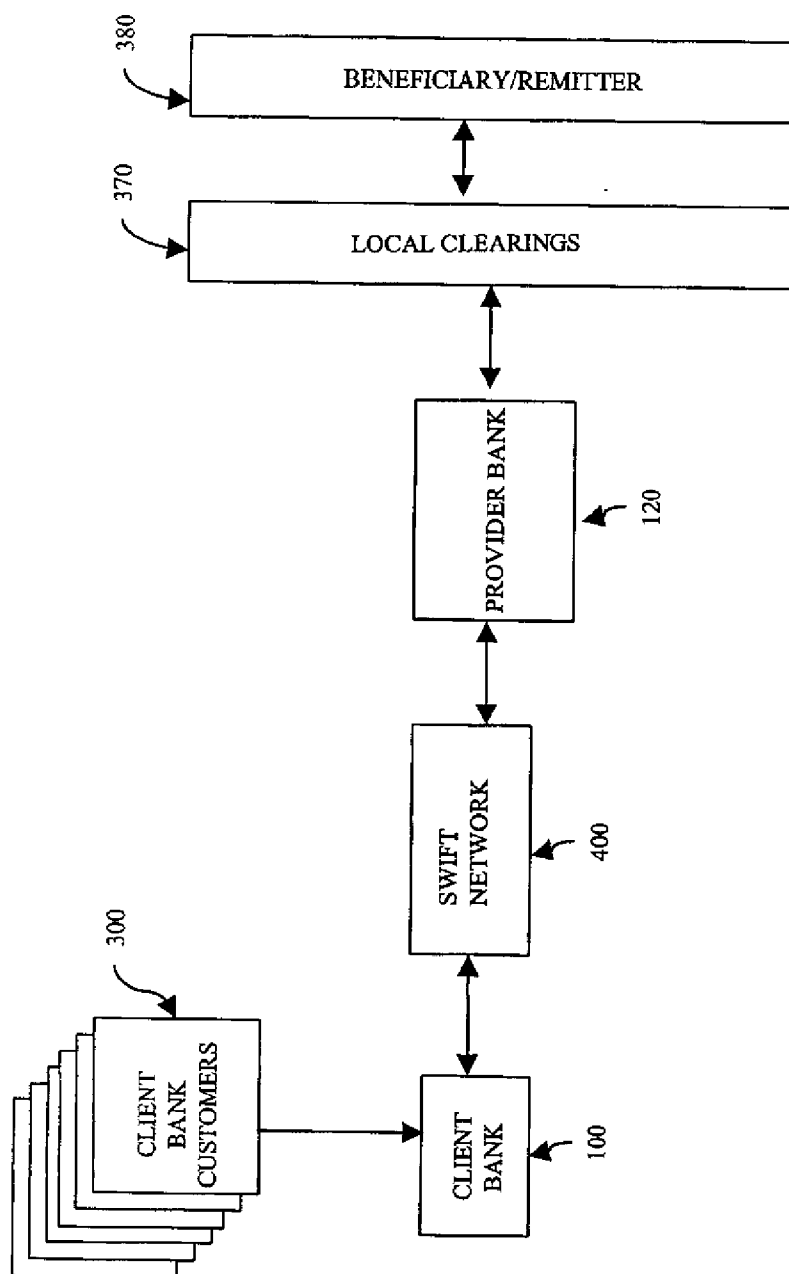 300
CLIENT
BANK
CUSTOMERS
CLIENT
BANK
100
SWIFT
NETWORK
400
PROVIDER BANK
120
370
LOCAL CLEARINGS
380
BENEFICIARY/REMITTER